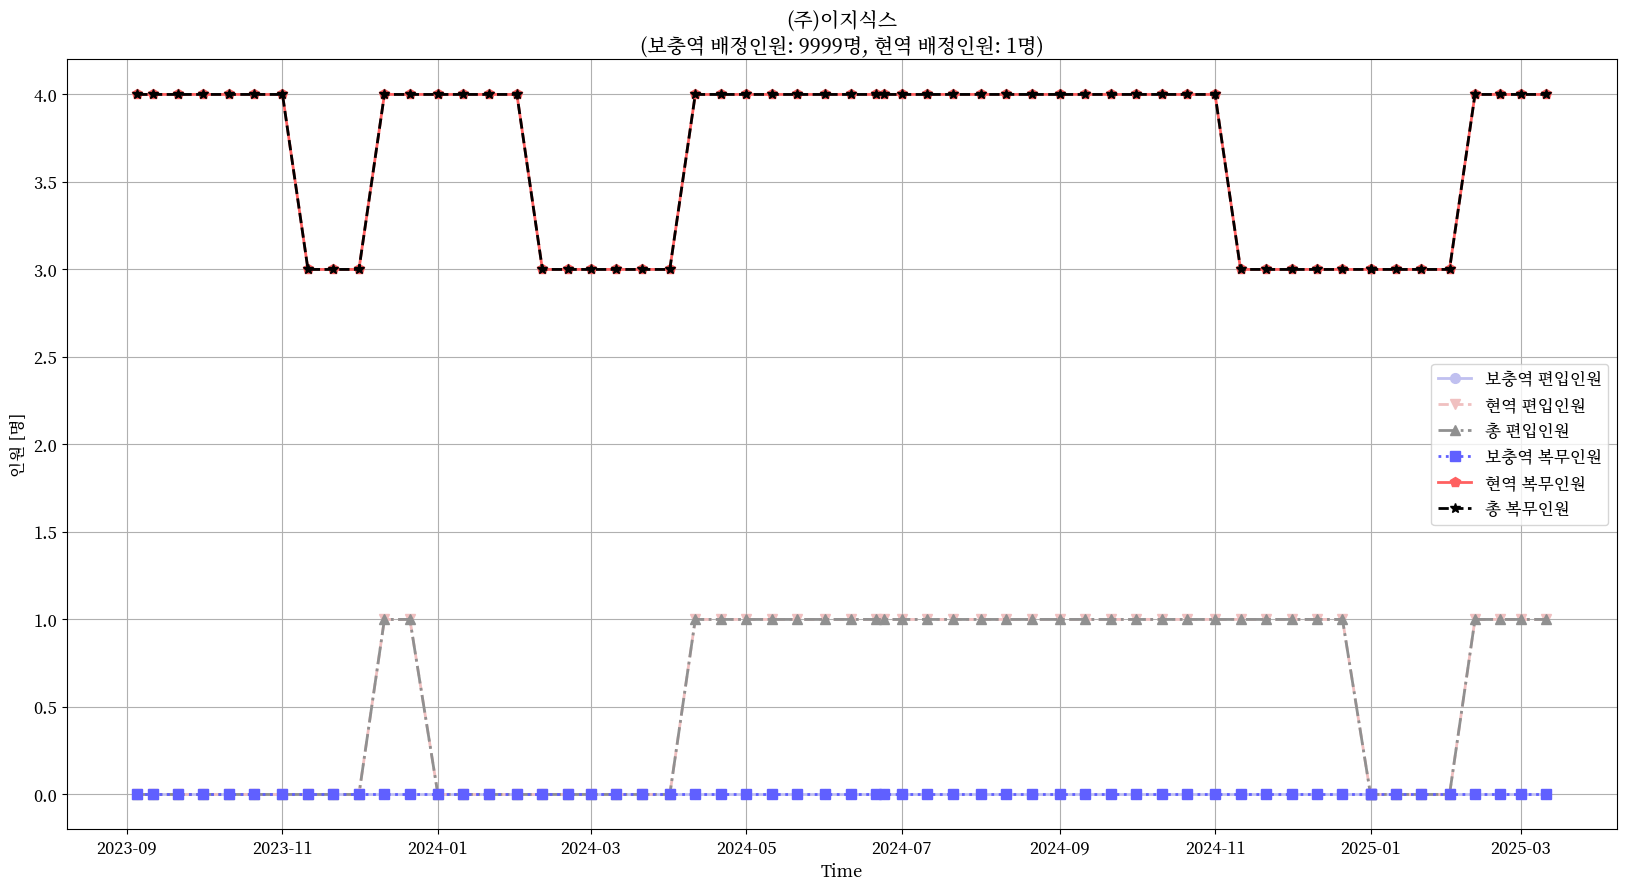 (주)이지식스
(보충역 배정인원: 9999명, 현역 배정인원: 1명)
4.0
3.5
3.0
2.5
2.0
1.5
1.0
0.5
0.0
인원 [명]
보충역 편입인원
현역 편입인원
총 편입인원
보충역 복무인원
현역 복무인원
총 복무인원
2023-09
2023-11
2024-01
2024-03
2024-05
2024-07
2024-09
2024-11
2025-01
2025-03
Time